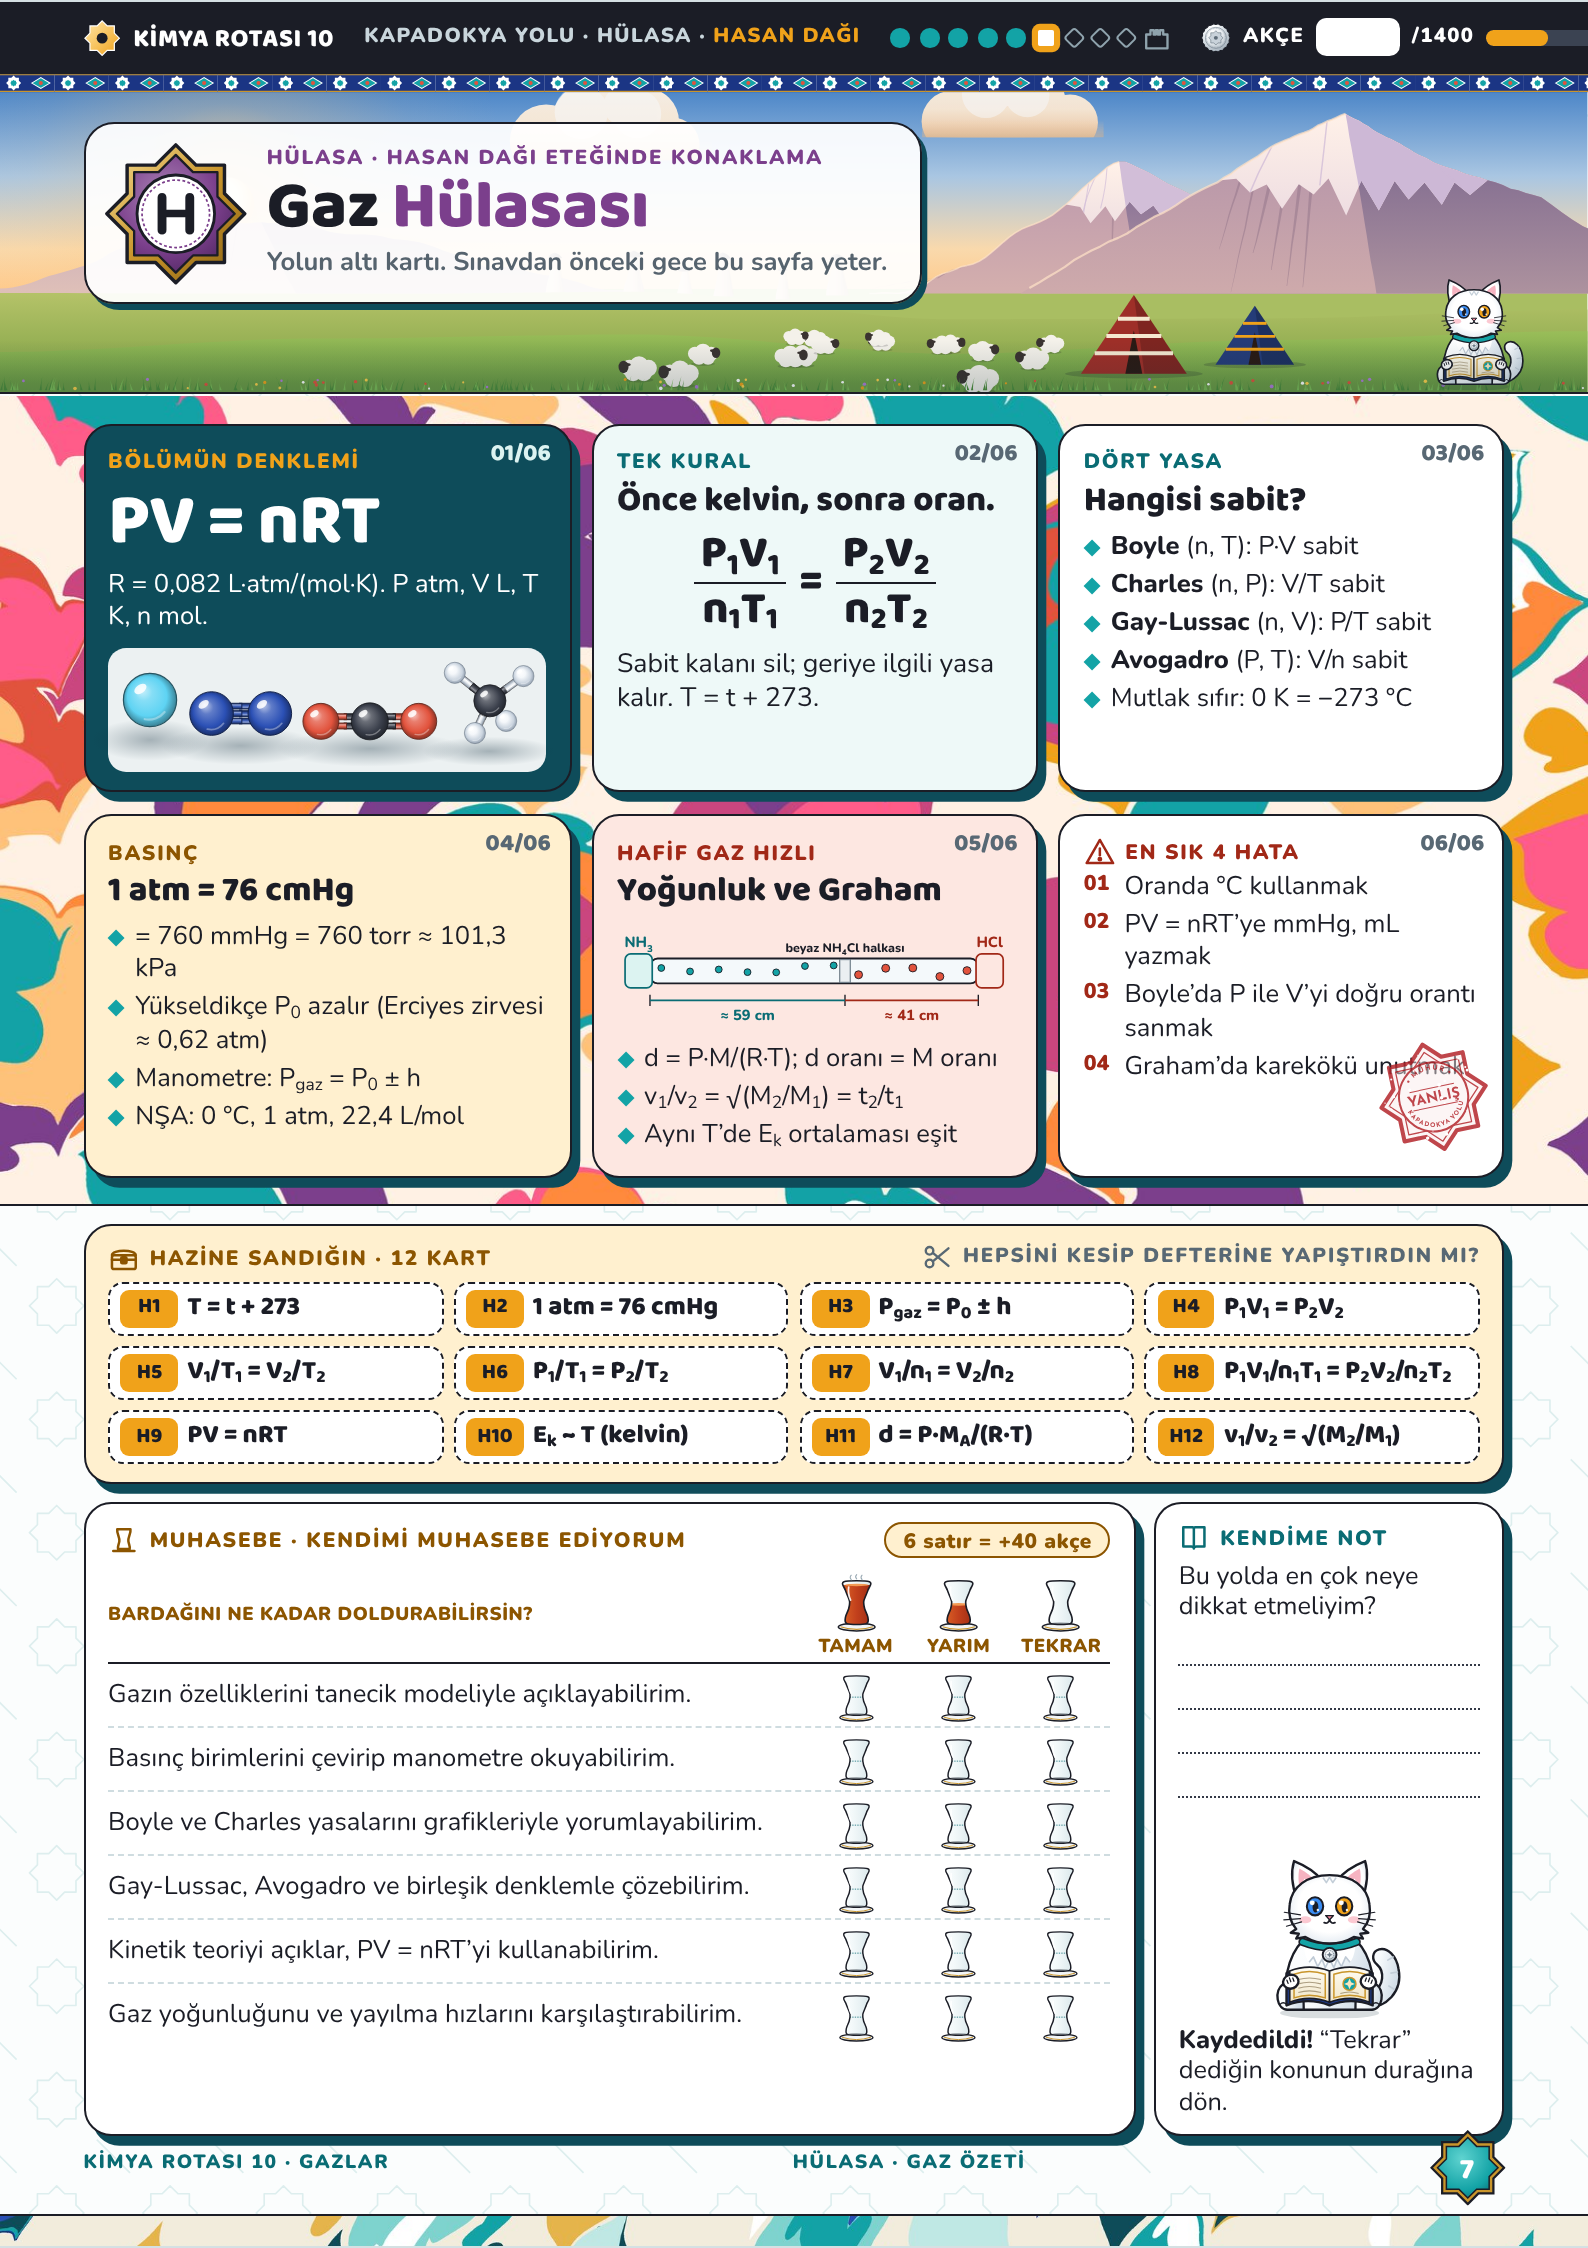 KİMYA ROTASI 10 KAPADOKYA YOLU · HÜLASA · HASAN DAĞI AKÇE /1400
HÜLASA · HASAN DAĞI ETEĞİNDE KONAKLAMA
H
Gaz Hülasası
Yolun altı kartı. Sınavdan önceki gece bu sayfa yeter.
BÖLÜMÜN DENKLEMİ 01/06
PV = nRT
R = 0,082 L·atm/(mol·K). P atm, V L, T
K, n mol.
TEK KURAL 02/06
Önce kelvin, sonra oran.
P₁V₁ / n₁T₁ = P₂V₂ / n₂T₂
Sabit kalanı sil; geriye ilgili yasa
kalır. T = t + 273.
DÖRT YASA 03/06
Hangisi sabit?
Boyle (n, T): P·V sabit
Charles (n, P): V/T sabit
Gay-Lussac (n, V): P/T sabit
Avogadro (P, T): V/n sabit
Mutlak sıfır: 0 K = −273 °C
BASINÇ 04/06
1 atm = 76 cmHg
= 760 mmHg = 760 torr ≈ 101,3
kPa
Yükseldikçe P₀ azalır (Erciyes zirvesi
≈ 0,62 atm)
Manometre: Pgaz = P₀ ± h
NŞA: 0 °C, 1 atm, 22,4 L/mol
HAFİF GAZ HIZLI 05/06
Yoğunluk ve Graham
NH₃ beyaz NH₄Cl halkası HCl
≈ 59 cm ≈ 41 cm
d = P·M/(R·T); d oranı = M oranı
v₁/v₂ = √(M₂/M₁) = t₂/t₁
Aynı T’de Eₖ ortalaması eşit
EN SIK 4 HATA 06/06
01 Oranda °C kullanmak
02 PV = nRT’ye mmHg, mL
yazmak
03 Boyle’da P ile V’yi doğru orantı
sanmak
04 Graham’da karekökü unutmak
YANLIŞ
KAPADOKYA YOLU
HAZİNE SANDIĞIN · 12 KART HEPSİNİ KESİP DEFTERİNE YAPIŞTIRDIN MI?
H1 T = t + 273 H2 1 atm = 76 cmHg H3 Pgaz = P₀ ± h H4 P₁V₁ = P₂V₂
H5 V₁/T₁ = V₂/T₂ H6 P₁/T₁ = P₂/T₂ H7 V₁/n₁ = V₂/n₂ H8 P₁V₁/n₁T₁ = P₂V₂/n₂T₂
H9 PV = nRT H10 Eₖ ~ T (kelvin) H11 d = P·M_A/(R·T) H12 v₁/v₂ = √(M₂/M₁)
MUHASEBE · KENDİMİ MUHASEBE EDİYORUM 6 satır = +40 akçe
BARDAĞINI NE KADAR DOLDURABİLİRSİN? TAMAM YARIM TEKRAR
Gazın özelliklerini tanecik modeliyle açıklayabilirim.
Basınç birimlerini çevirip manometre okuyabilirim.
Boyle ve Charles yasalarını grafikleriyle yorumlayabilirim.
Gay-Lussac, Avogadro ve birleşik denklemle çözebilirim.
Kinetik teoriyi açıklar, PV = nRT’yi kullanabilirim.
Gaz yoğunluğunu ve yayılma hızlarını karşılaştırabilirim.
KENDİME NOT
Bu yolda en çok neye
dikkat etmeliyim?
Kaydedildi! “Tekrar”
dediğin konunun durağına
dön.
KİMYA ROTASI 10 · GAZLAR HÜLASA · GAZ ÖZETİ 7